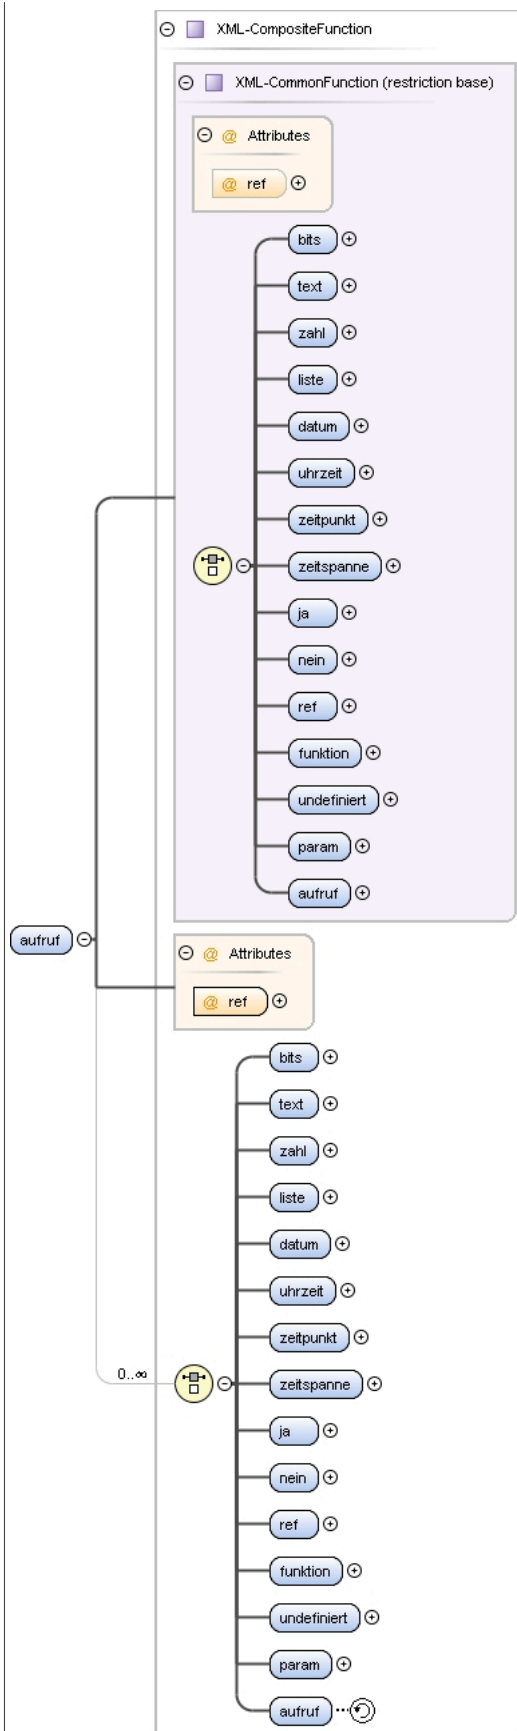 XML-CompositeFunction
XML-CommonFunction (restriction base)
@ Attributes
@ ref
bits
text
zahl
liste
datum
uhrzeit
zeitpunkt
zeitspanne
ja
nein
ref
funktion
undefiniert
param
aufruf
aufruf
@ Attributes
@ ref
bits
text
zahl
liste
datum
uhrzeit
zeitpunkt
0..∞
zeitspanne
ja
nein
ref
funktion
undefiniert
param
aufruf